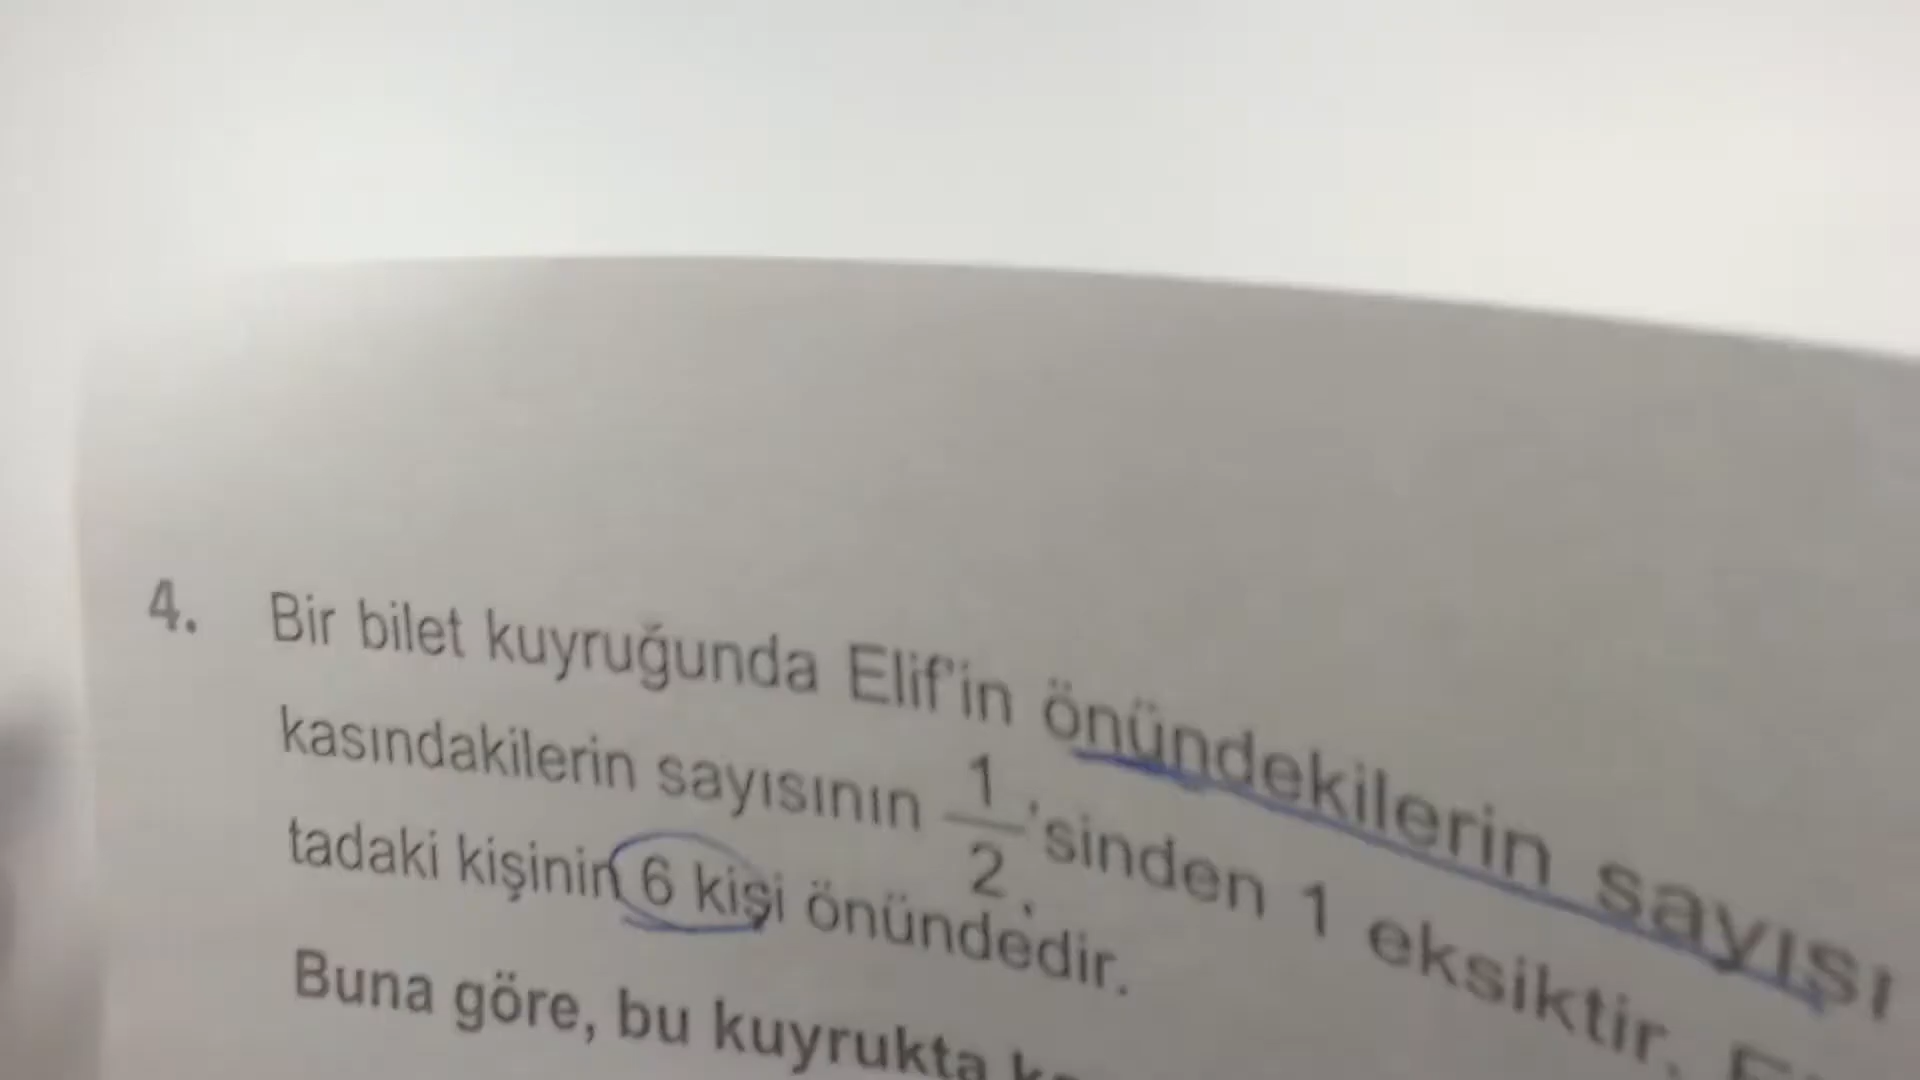 4. Bir bilet kuyruğunda Elif'in önündekilerin sayısı
kasındakilerin sayısının 1/2'sinden 1 eksiktir.
tadaki kişinin 6 kişi önündedir.
Buna göre, bu kuyrukta